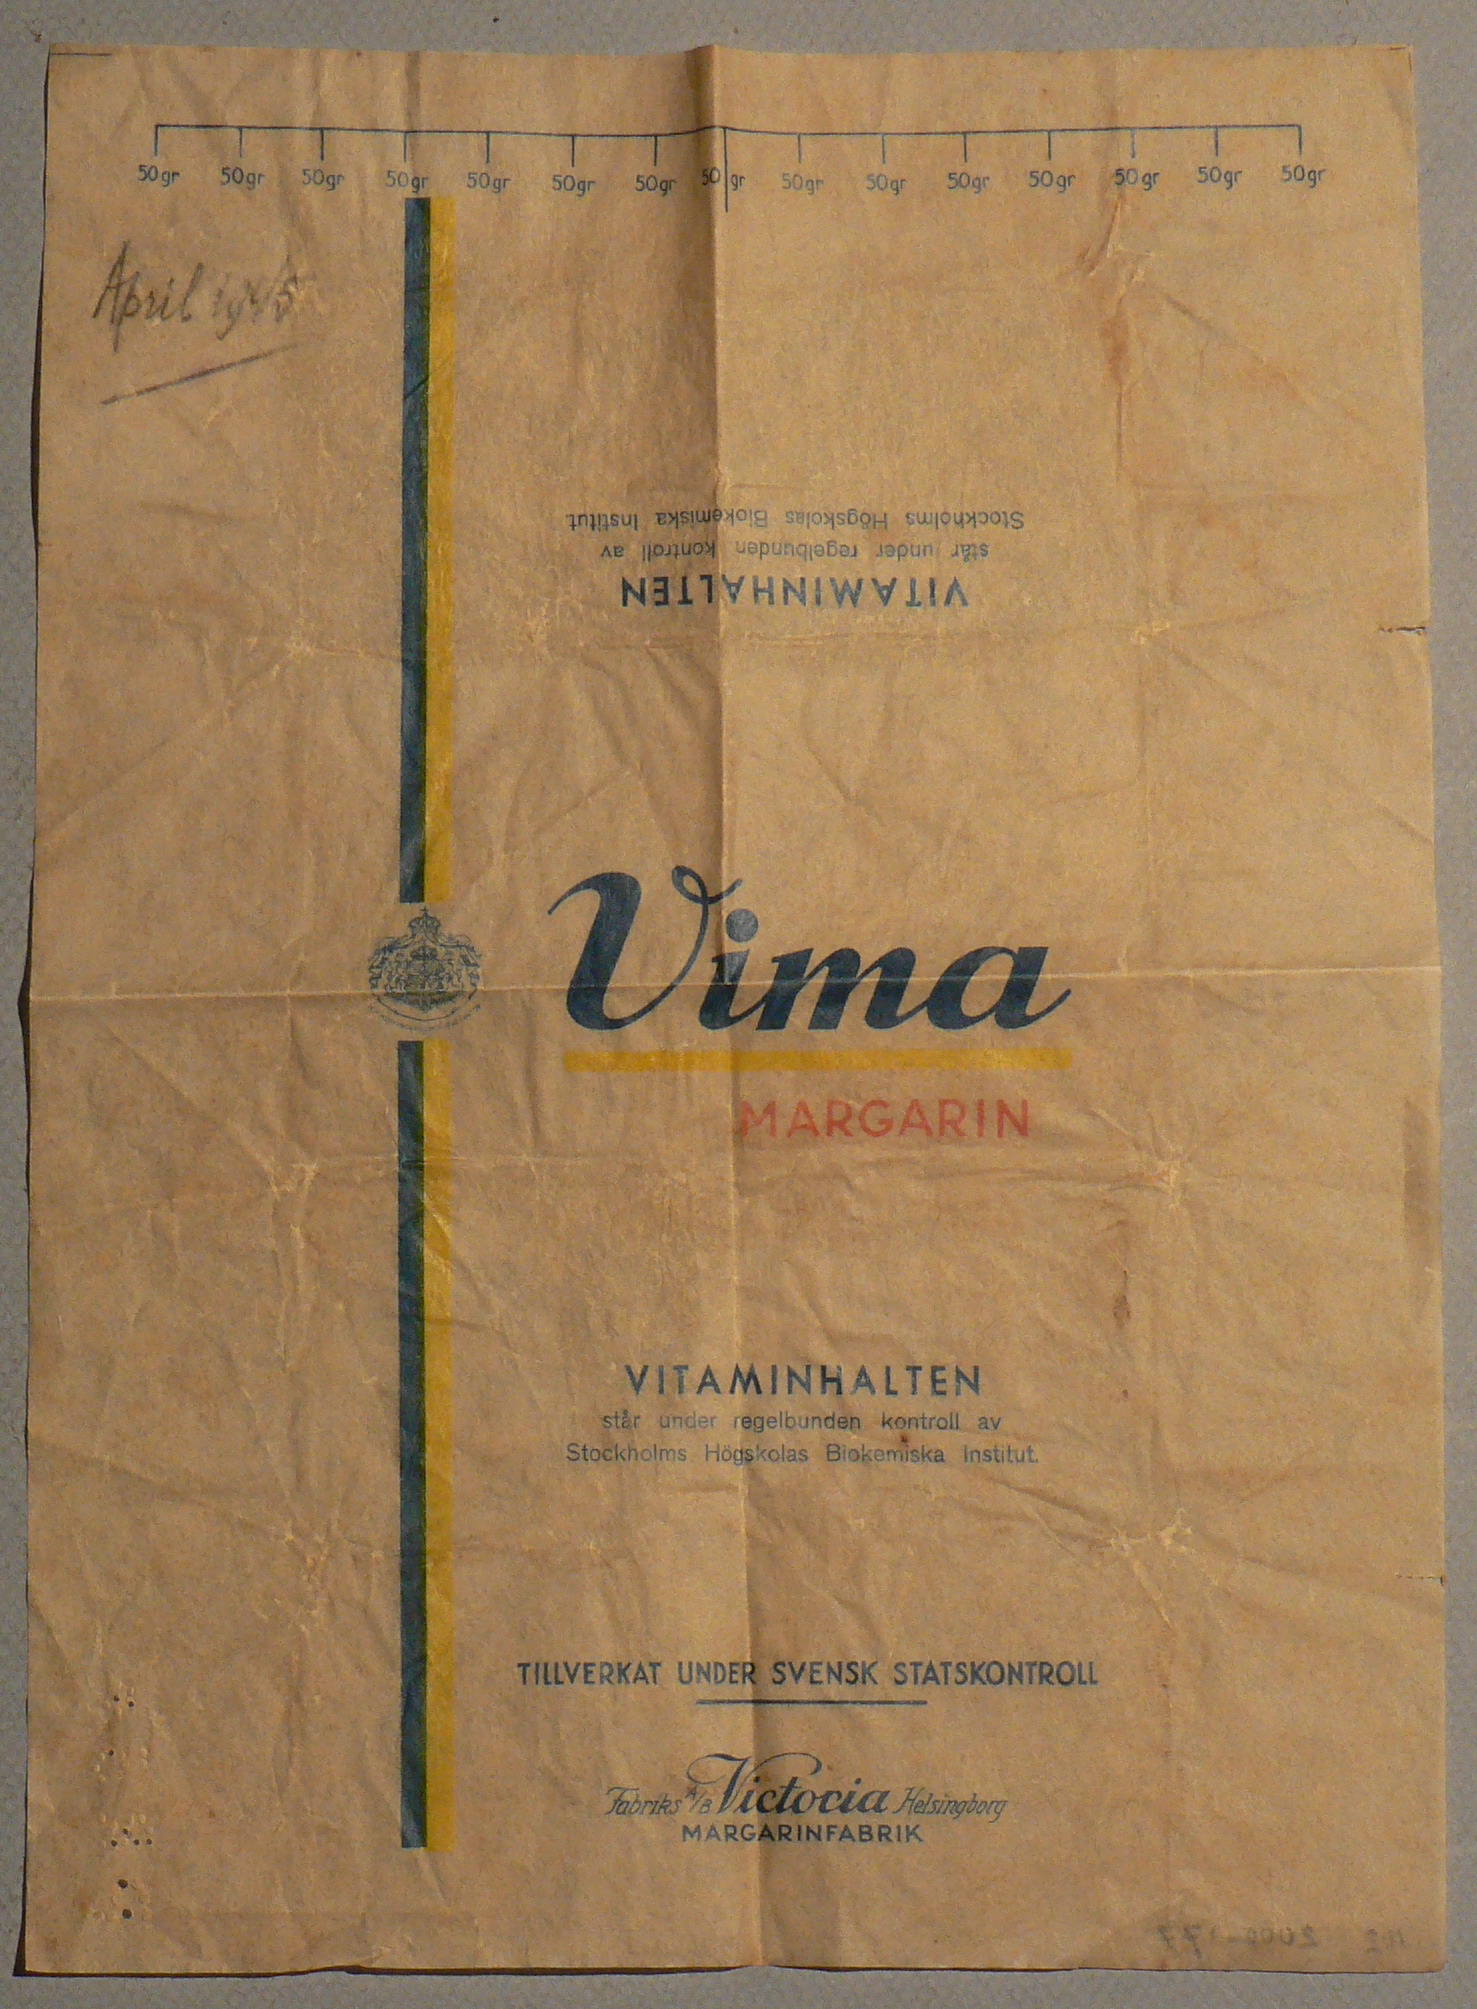 50gr 50gr 50gr 50gr 50gr 50gr 50gr 50gr 50gr 50gr 50gr 50gr 50gr 50gr 50gr
April 1945
VITAMINHALTEN
står under regelbunden kontroll av
Stockholms Högskolas Biokemiska Institut.
Vima
MARGARIN
VITAMINHALTEN
står under regelbunden kontroll av
Stockholms Högskolas Biokemiska Institut.
TILLVERKAT UNDER SVENSK STATSKONTROLL
Fabriks A/B Victoria Helsingborg
MARGARINFABRIK